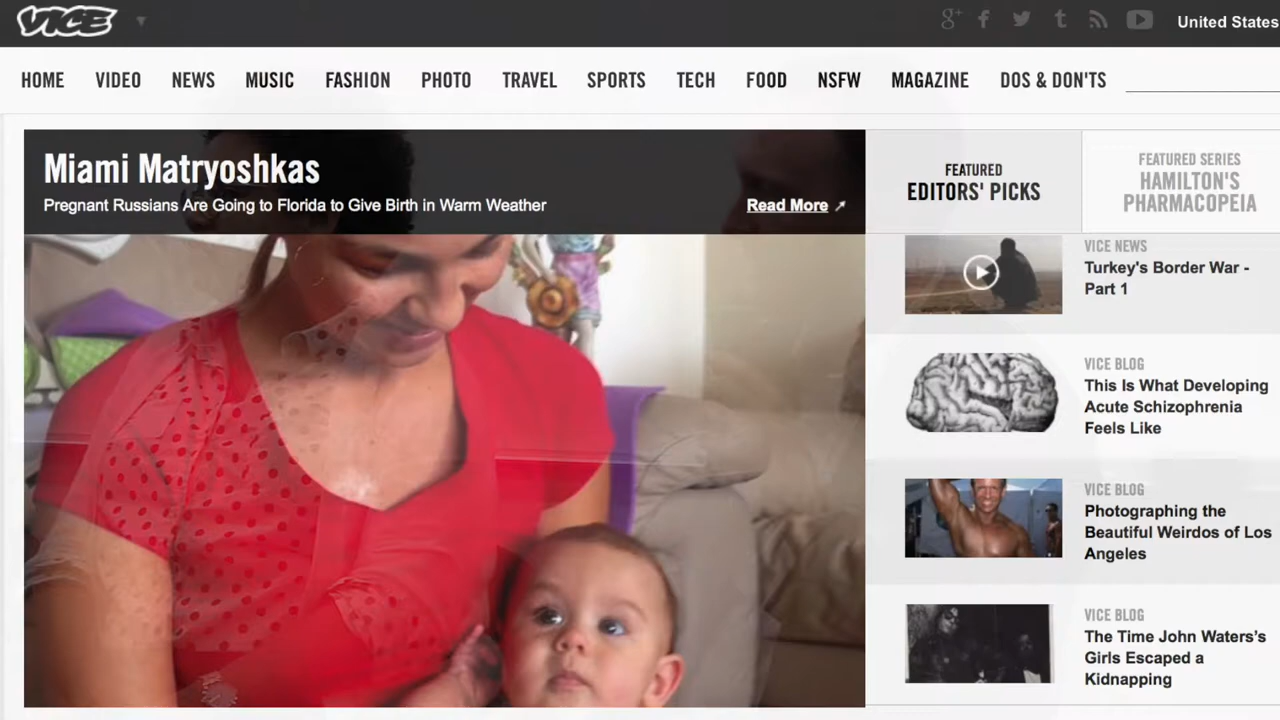 VICE
United States
HOME VIDEO NEWS MUSIC FASHION PHOTO TRAVEL SPORTS TECH FOOD NSFW MAGAZINE DOS & DON'TS
Miami Matryoshkas
Pregnant Russians Are Going to Florida to Give Birth in Warm Weather
Read More
FEATURED
EDITORS' PICKS
FEATURED SERIES
HAMILTON'S
PHARMACOPEIA
VICE NEWS
Turkey's Border War -
Part 1
VICE BLOG
This Is What Developing
Acute Schizophrenia
Feels Like
VICE BLOG
Photographing the
Beautiful Weirdos of Los
Angeles
VICE BLOG
The Time John Waters's
Girls Escaped a
Kidnapping